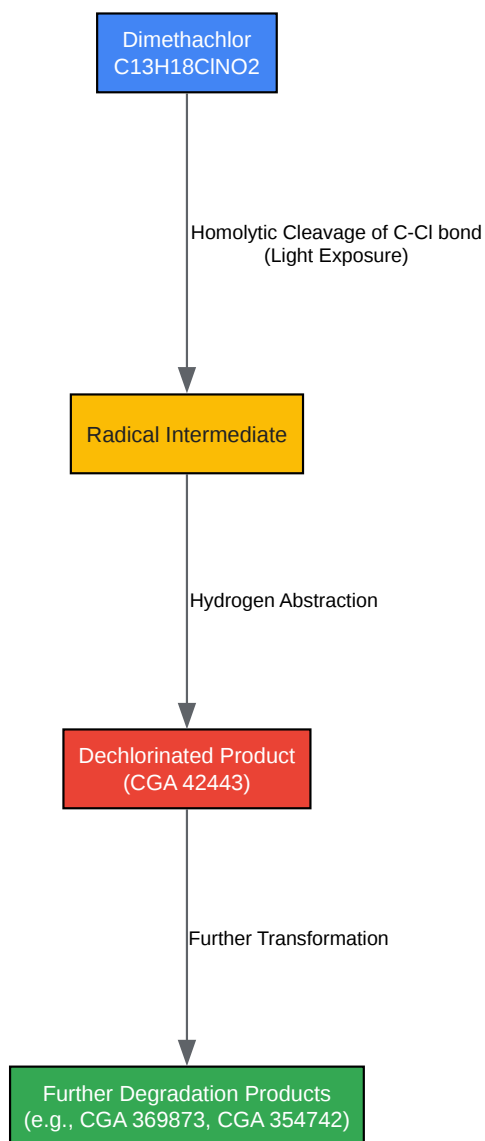 Dimethachlor
C13H18ClNO2
Homolytic Cleavage of C-Cl bond
(Light Exposure)
Radical Intermediate
Hydrogen Abstraction
Dechlorinated Product
(CGA 42443)
Further Transformation
Further Degradation Products
(e.g., CGA 369873, CGA 354742)